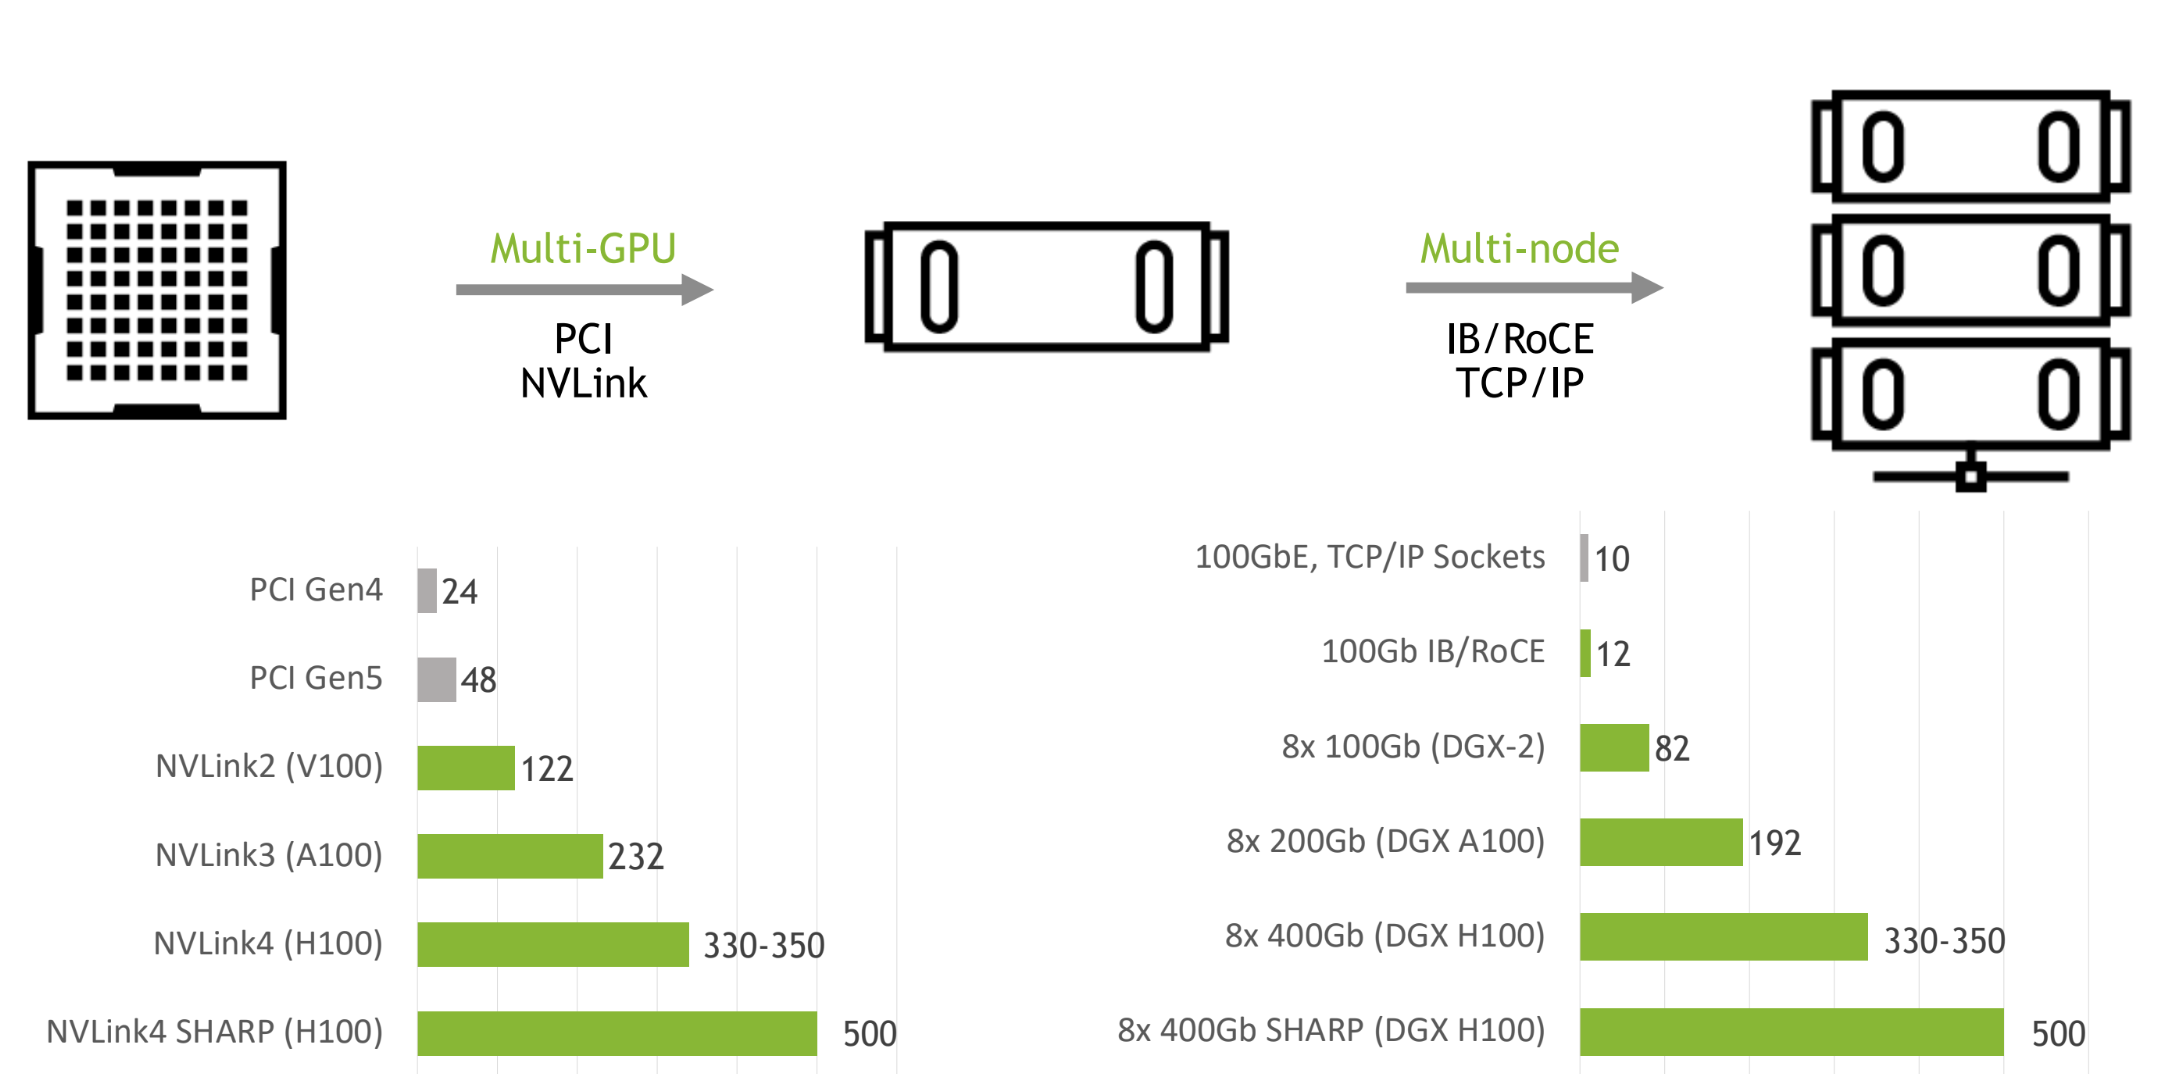 Multi-GPU
PCI
NVLink
Multi-node
IB/RoCE
TCP/IP
PCI Gen4 24
PCI Gen5 48
NVLink2 (V100) 122
NVLink3 (A100) 232
NVLink4 (H100) 330-350
NVLink4 SHARP (H100) 500
100GbE, TCP/IP Sockets 10
100Gb IB/RoCE 12
8x 100Gb (DGX-2) 82
8x 200Gb (DGX A100) 192
8x 400Gb (DGX H100) 330-350
8x 400Gb SHARP (DGX H100) 500